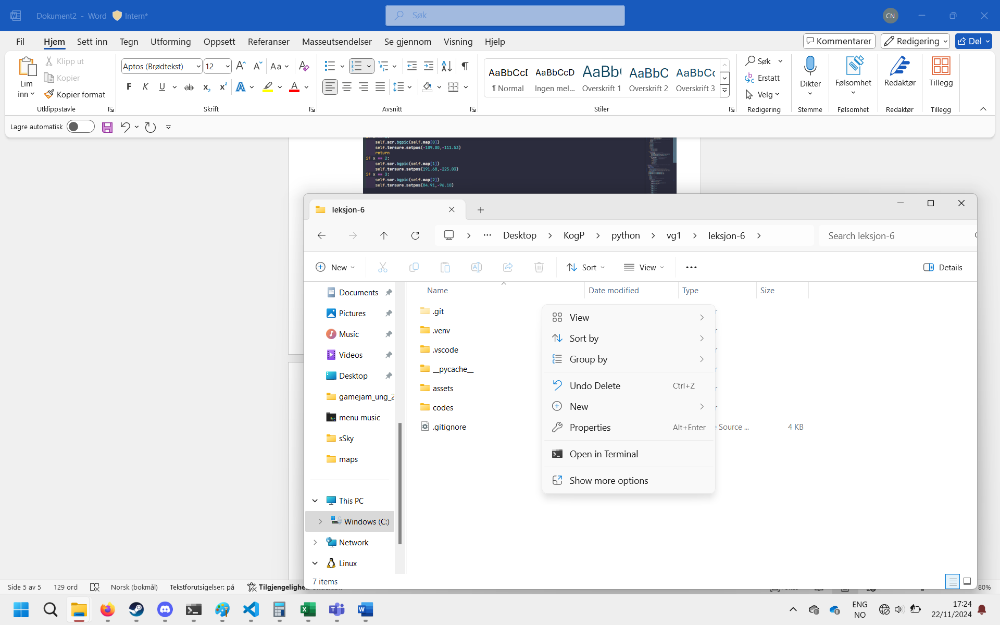 Dokument2 - Word Intern*
Søk
CN
Fil Hjem Sett inn Tegn Utforming Oppsett Referanser Masseutsendelser Se gjennom Visning Hjelp
Kommentarer Redigering Del
Lim inn
Klipp ut
Kopier
Kopier format
Utklippstavle
Aptos (Brødtekst) 12
Skrift
Avsnitt
AaBbCcI AaBbCcD AaBb( AaBbC AaBbCc
¶ Normal Ingen mel... Overskrift 1 Overskrift 2 Overskrift 3
Stiler
Søk
Erstatt
Velg
Redigering
Dikter
Stemme
Følsomhet
Følsomhet
Redaktør
Redaktør
Tillegg
Tillegg
Lagre automatisk
self.scr.bgpic(self.map[0])
self.tersure.setpos(-189.00,-111.53)
return
if x == 2:
self.scr.bgpic(self.map[1])
self.tersure.setpos(191.60,-225.03)
if x == 3:
self.scr.bgpic(self.map[2])
self.tersure.setpos(84.91,-96.10)
leksjon-6
Desktop > KogP > python > vg1 > leksjon-6 >
Search leksjon-6
New Sort View Details
Documents
Pictures
Music
Videos
Desktop
gamejam_ung_2
menu music
sSky
maps
This PC
Windows (C:)
Network
Linux
Name Date modified Type Size
.git
.venv
.vscode
__pycache__
assets
codes
.gitignore e Source ... 4 KB
View
Sort by
Group by
Undo Delete Ctrl+Z
New
Properties Alt+Enter
Open in Terminal
Show more options
7 items
Side 5 av 5 129 ord Norsk (bokmål) Tekstforutsigelser: på Tilgjengelighet 80%
ENG
NO
17:24
22/11/2024